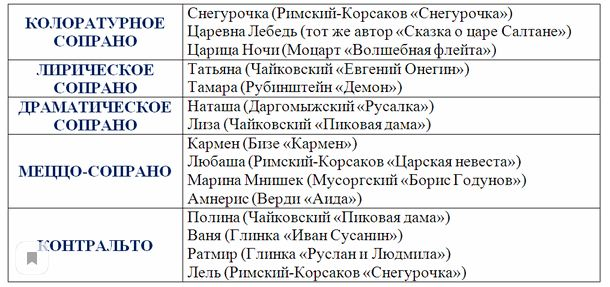 КОЛОРАТУРНОЕ
СОПРАНО
Снегурочка (Римский-Корсаков «Снегурочка»)
Царевна Лебедь (тот же автор «Сказка о царе Салтане»)
Царица Ночи (Моцарт «Волшебная флейта»)
ЛИРИЧЕСКОЕ
СОПРАНО
Татьяна (Чайковский «Евгений Онегин»)
Тамара (Рубинштейн «Демон»)
ДРАМАТИЧЕСКОЕ
СОПРАНО
Наташа (Даргомыжский «Русалка»)
Лиза (Чайковский «Пиковая дама»)
МЕЦЦО-СОПРАНО
Кармен (Бизе «Кармен»)
Любаша (Римский-Корсаков «Царская невеста»)
Марина Мнишек (Мусоргский «Борис Годунов»)
Амнерис (Верди «Аида»)
КОНТРАЛЬТО
Полина (Чайковский «Пиковая дама»)
Ваня (Глинка «Иван Сусанин»)
Ратмир (Глинка «Руслан и Людмила»)
Лель (Римский-Корсаков «Снегурочка»)